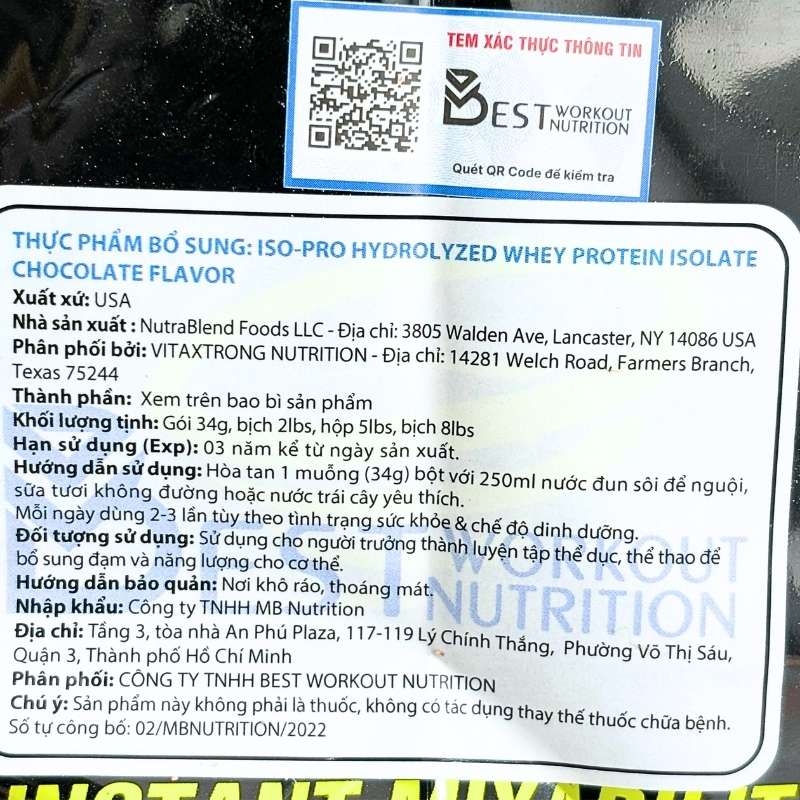 TEM XÁC THỰC THÔNG TIN
BEST WORKOUT NUTRITION
Quét QR Code để kiểm tra
THỰC PHẨM BỔ SUNG: ISO-PRO HYDROLYZED WHEY PROTEIN ISOLATE
CHOCOLATE FLAVOR
Xuất xứ: USA
Nhà sản xuất : NutraBlend Foods LLC - Địa chỉ: 3805 Walden Ave, Lancaster, NY 14086 USA
Phân phối bởi: VITAXTRONG NUTRITION - Địa chỉ: 14281 Welch Road, Farmers Branch,
Texas 75244
Thành phần: Xem trên bao bì sản phẩm
Khối lượng tịnh: Gói 34g, bịch 2lbs, hộp 5lbs, bịch 8lbs
Hạn sử dụng (Exp): 03 năm kể từ ngày sản xuất.
Hướng dẫn sử dụng: Hòa tan 1 muỗng (34g) bột với 250ml nước đun sôi để nguội,
sữa tươi không đường hoặc nước trái cây yêu thích.
Mỗi ngày dùng 2-3 lần tùy theo tình trạng sức khỏe & chế độ dinh dưỡng.
Đối tượng sử dụng: Sử dụng cho người trưởng thành luyện tập thể dục, thể thao để
bổ sung đạm và năng lượng cho cơ thể.
Hướng dẫn bảo quản: Nơi khô ráo, thoáng mát.
Nhập khẩu: Công ty TNHH MB Nutrition
Địa chỉ: Tầng 3, tòa nhà An Phú Plaza, 117-119 Lý Chính Thắng, Phường Võ Thị Sáu,
Quận 3, Thành phố Hồ Chí Minh
Phân phối: CÔNG TY TNHH BEST WORKOUT NUTRITION
Chú ý: Sản phẩm này không phải là thuốc, không có tác dụng thay thế thuốc chữa bệnh.
Số tự công bố: 02/MBNUTRITION/2022
BEST WORKOUT NUTRITION
INSTANT